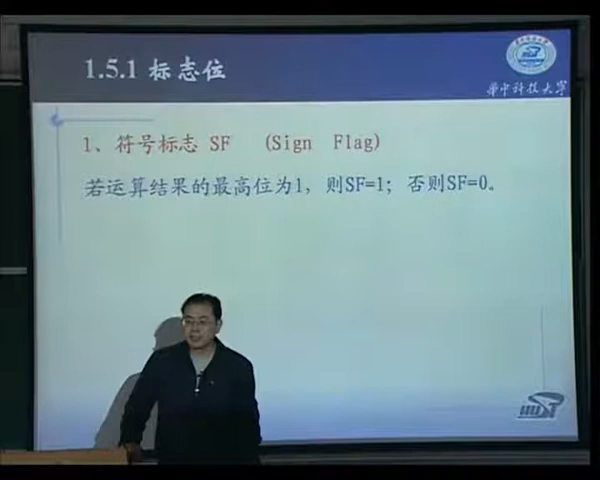 1.5.1 标志位
华中科技大学
1、符号标志 SF (Sign Flag)
若运算结果的最高位为1，则SF=1；否则SF=0。